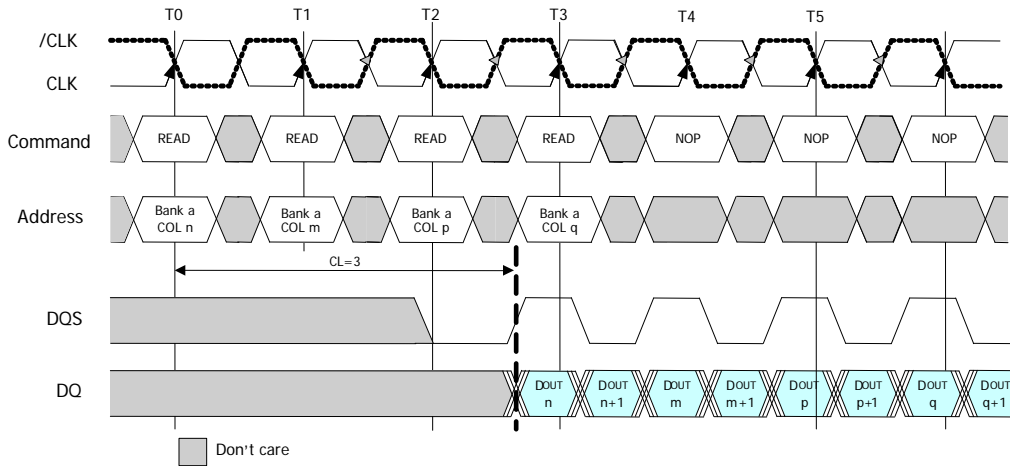 T0 T1 T2 T3 T4 T5
/CLK
CLK
Command READ READ READ READ NOP NOP NOP
Address Bank a COL n Bank a COL m Bank a COL p Bank a COL q
CL=3
DQS
DQ DOUT n DOUT n+1 DOUT m DOUT m+1 DOUT p DOUT p+1 DOUT q DOUT q+1
Don't care